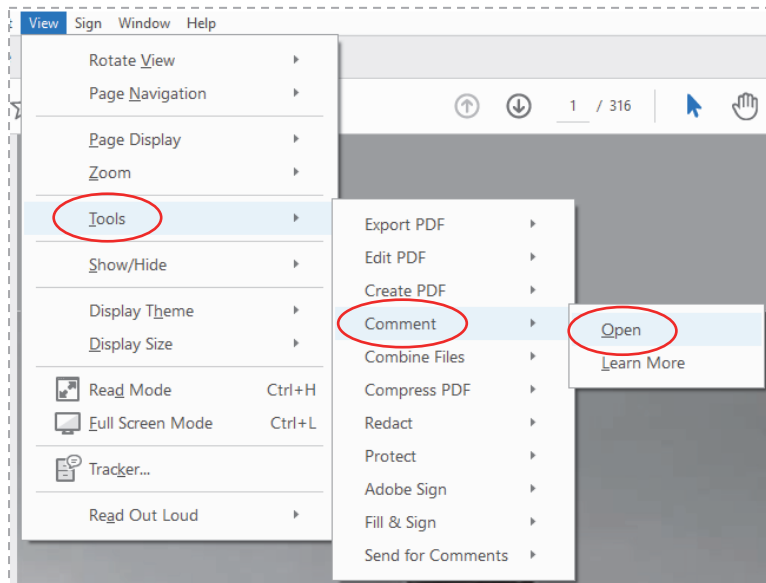 View Sign Window Help
Rotate View
Page Navigation
1 / 316
Page Display
Zoom
Tools
Show/Hide
Display Theme
Display Size
Read Mode Ctrl+H
Full Screen Mode Ctrl+L
Tracker...
Read Out Loud
Export PDF
Edit PDF
Create PDF
Comment
Combine Files
Compress PDF
Redact
Protect
Adobe Sign
Fill & Sign
Send for Comments
Open
Learn More